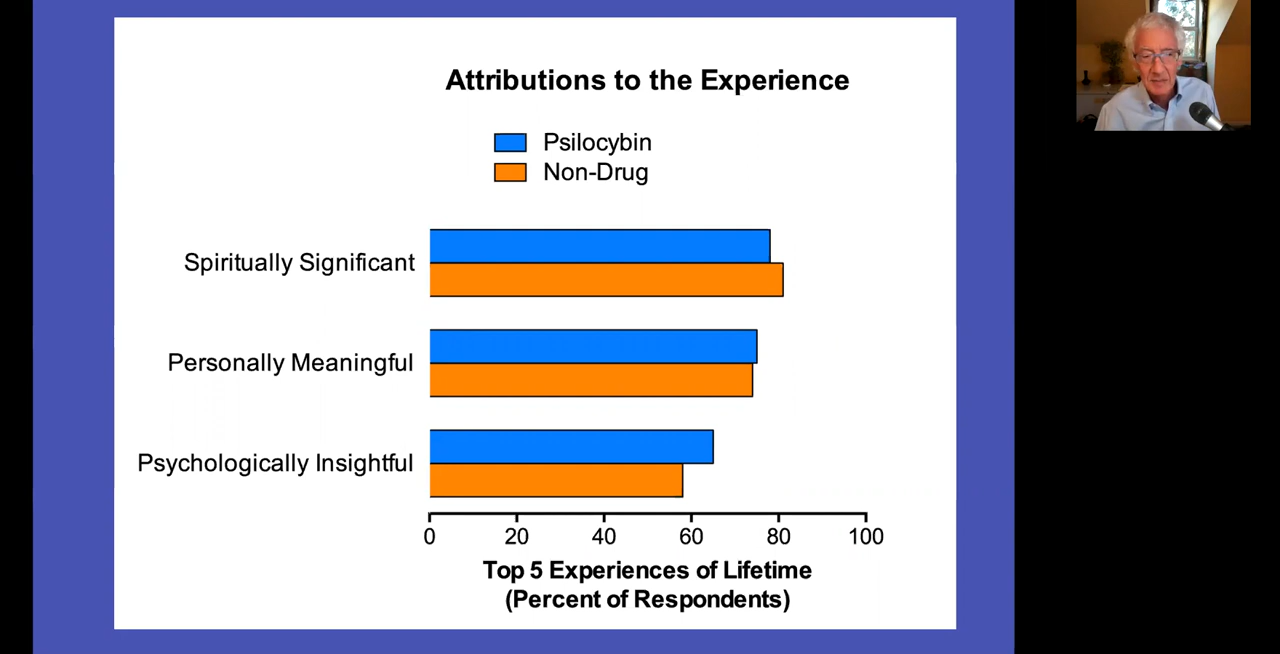 Attributions to the Experience
Psilocybin
Non-Drug
Spiritually Significant
Personally Meaningful
Psychologically Insightful
0 20 40 60 80 100
Top 5 Experiences of Lifetime
(Percent of Respondents)